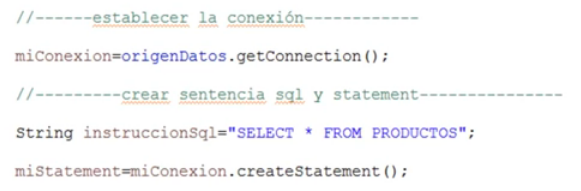 //------establecer la conexión------------
miConexion=origenDatos.getConnection();
//---------crear sentencia sql y statement---------------
String instruccionSql="SELECT * FROM PRODUCTOS";
miStatement=miConexion.createStatement();